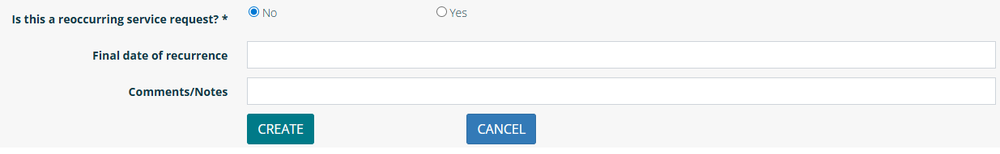 Is this a reoccurring service request? * No Yes
Final date of recurrence
Comments/Notes
CREATE CANCEL